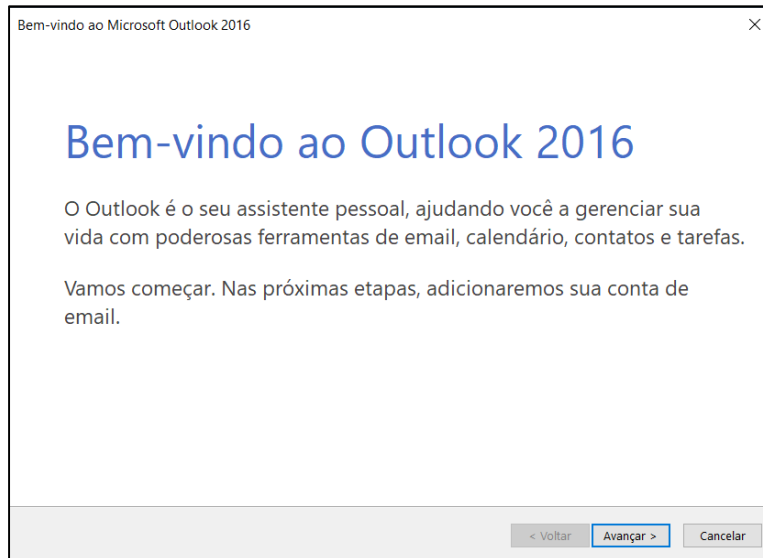 Bem-vindo ao Microsoft Outlook 2016
Bem-vindo ao Outlook 2016
O Outlook é o seu assistente pessoal, ajudando você a gerenciar sua
vida com poderosas ferramentas de email, calendário, contatos e tarefas.
Vamos começar. Nas próximas etapas, adicionaremos sua conta de
email.
< Voltar Avançar > Cancelar